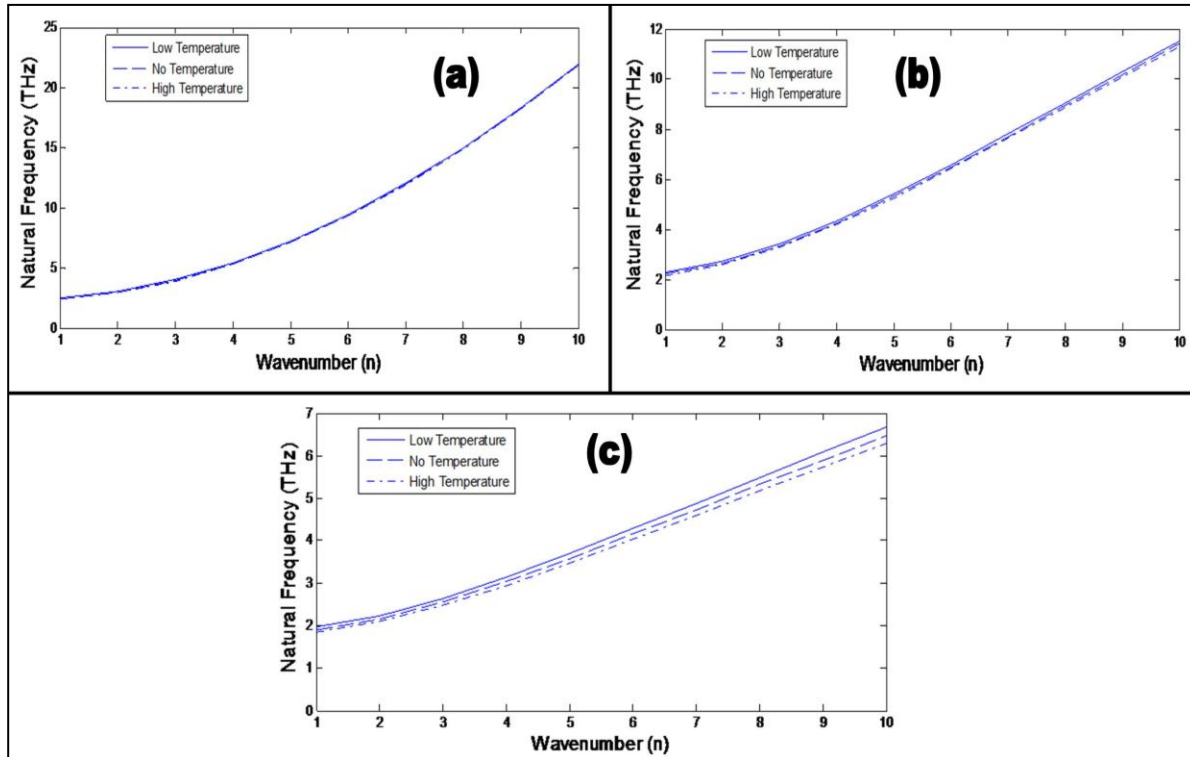 (a)
Natural Frequency (THz)
25
20
15
10
5
0
Low Temperature
No Temperature
High Temperature
1 2 3 4 5 6 7 8 9 10
Wavenumber (n)
(b)
Natural Frequency (THz)
12
10
8
6
4
2
0
Low Temperature
No Temperature
High Temperature
1 2 3 4 5 6 7 8 9 10
Wavenumber (n)
(c)
Natural Frequency (THz)
7
6
5
4
3
2
1
0
Low Temperature
No Temperature
High Temperature
1 2 3 4 5 6 7 8 9 10
Wavenumber (n)